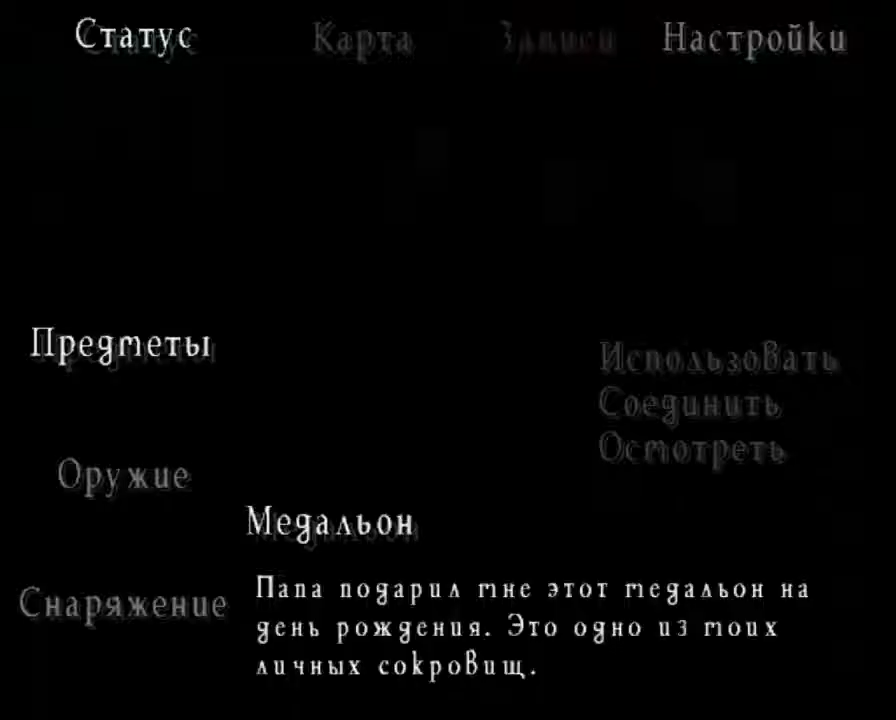 Статус Карта Записи Настройки
Предметы
Использовать
Соединить
Осмотреть
Оружие
Медальон
Снаряжение
Папа подарил мне этот медальон на
день рождения. Это одно из моих
личных сокровищ.